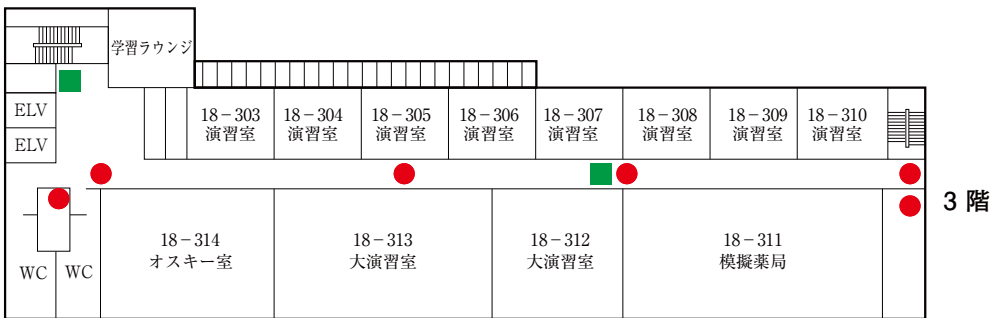 学習ラウンジ
ELV
ELV
18−303
演習室
18−304
演習室
18−305
演習室
18−306
演習室
18−307
演習室
18−308
演習室
18−309
演習室
18−310
演習室
3 階
18−314
オスキー室
18−313
大演習室
18−312
大演習室
18−311
模擬薬局
WC
WC